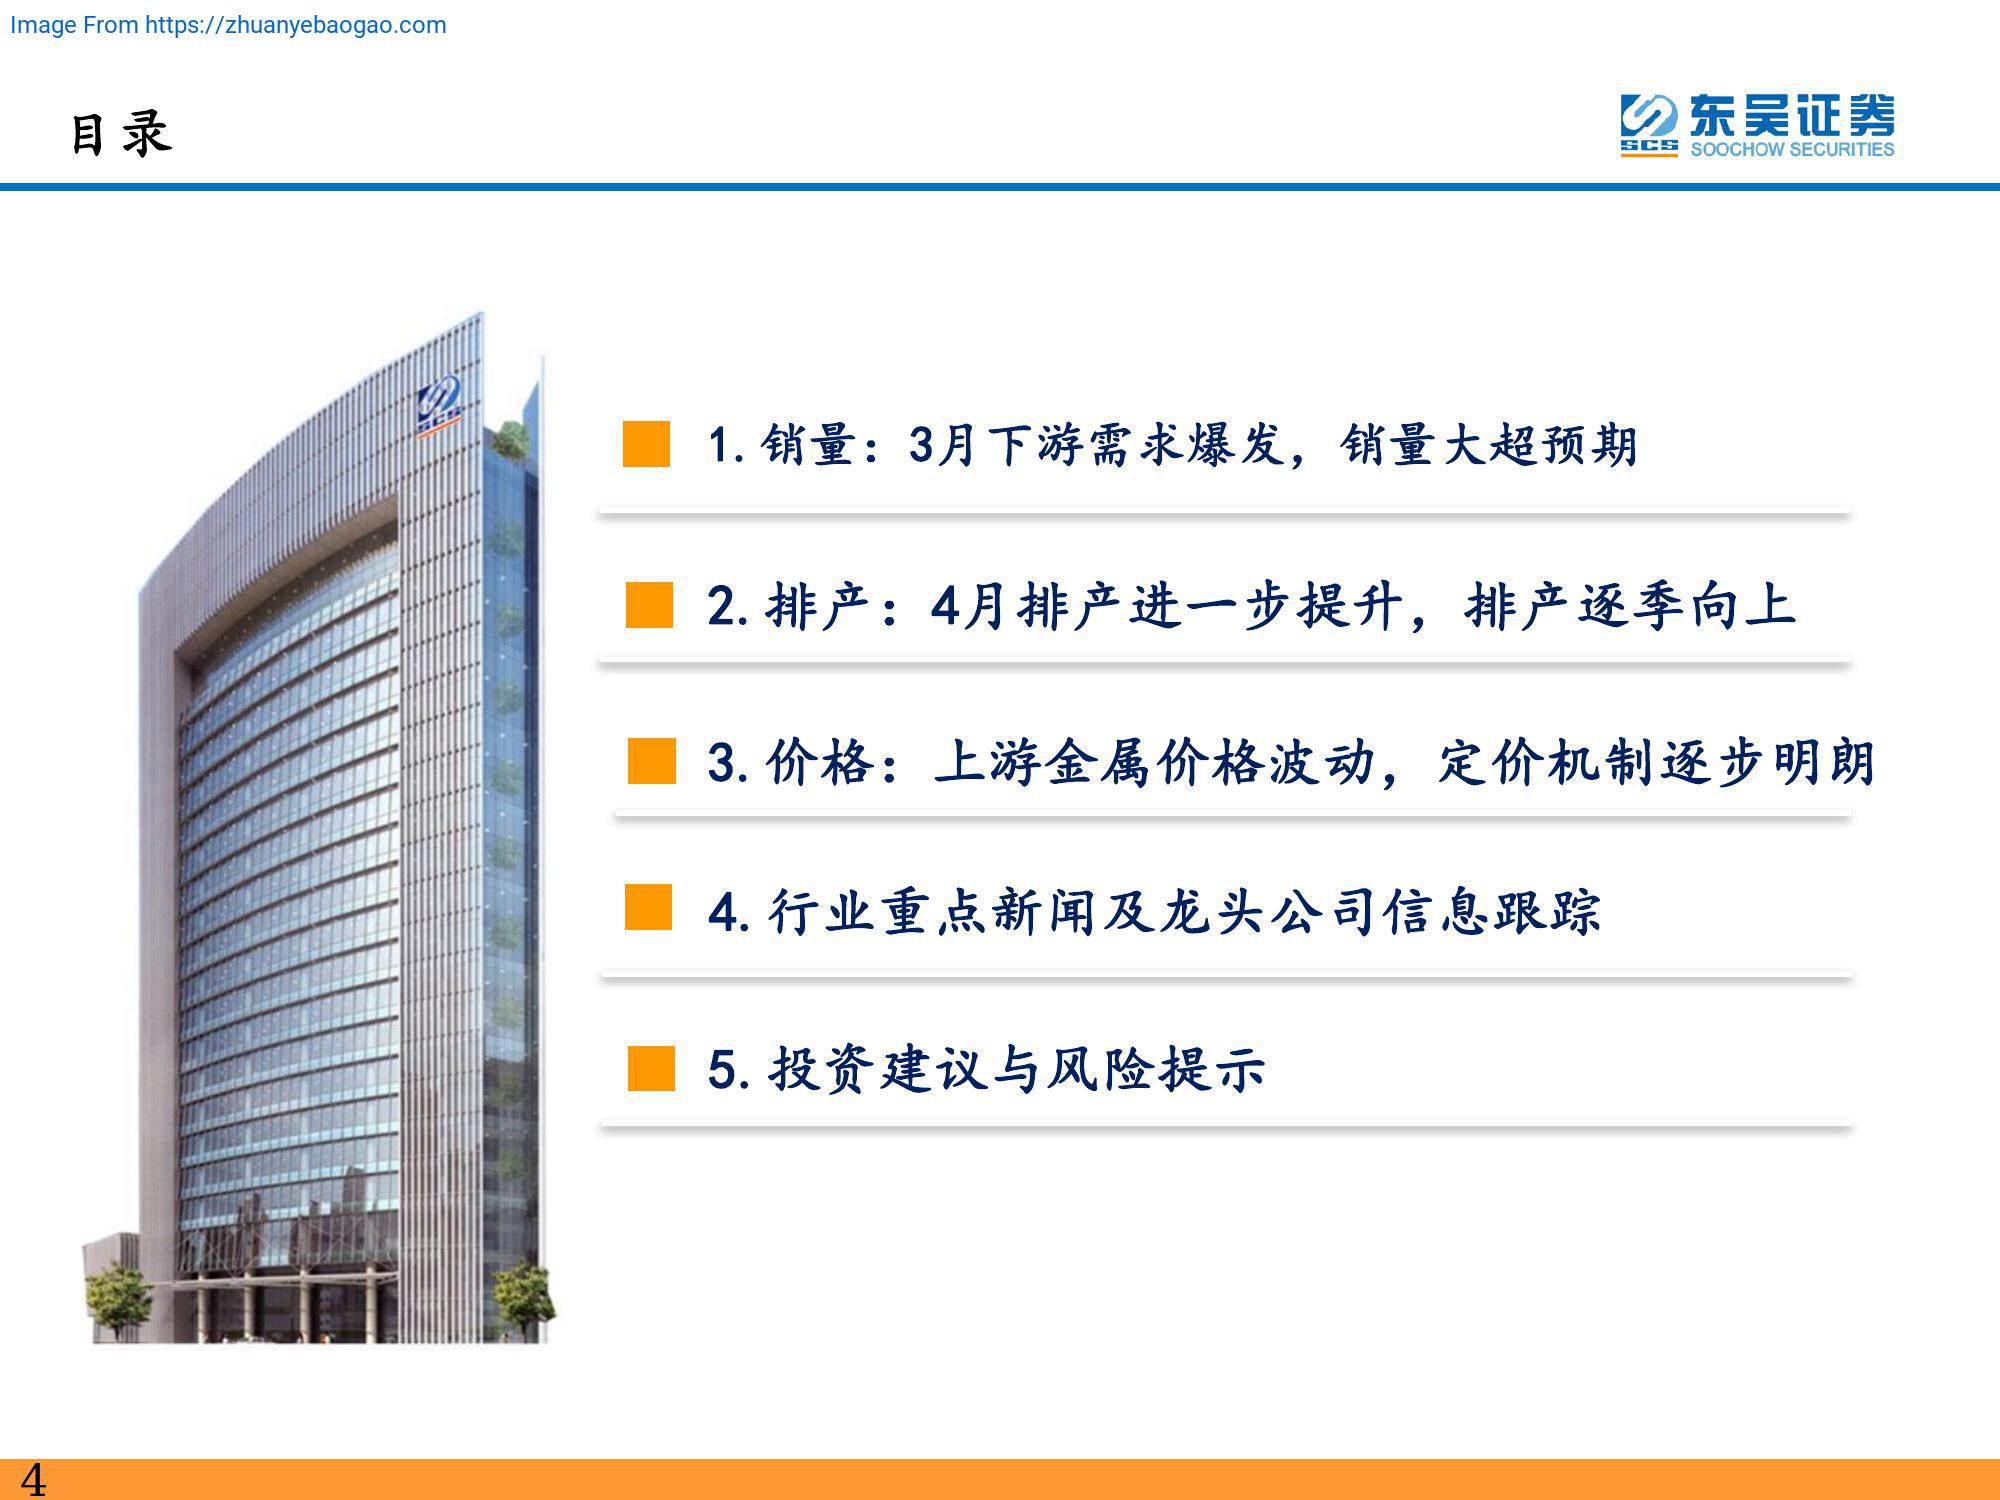 Image From https://zhuanyebaogao.com
目录
SCS
东吴证券
SOOCHOW SECURITIES
SCS
1. 销量：3月下游需求爆发，销量大超预期
2. 排产：4月排产进一步提升，排产逐季向上
3. 价格：上游金属价格波动，定价机制逐步明朗
4. 行业重点新闻及龙头公司信息跟踪
5. 投资建议与风险提示
4